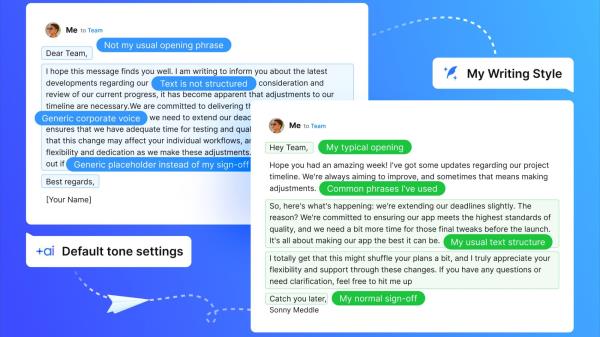 Me to Team
Not my usual opening phrase
Dear Team,
I hope this message finds you well. I am writing to inform you about the latest
developments regarding our Text is not structured consideration and
review of our current progress, it has become apparent that adjustments to our
timeline are necessary.We are committed to delivering th
Generic corporate voice we need to extend our dead
ensures that we have adequate time for testing and quali
that this change may affect your individual workflows, an
flexibility and dedication as we make these adjustments.
out if Generic placeholder instead of my sign-off
Best regards,
[Your Name]
+ai Default tone settings
My Writing Style
Me to Team
Hey Team, My typical opening
Hope you had an amazing week! I've got some updates regarding our project
timeline. We're always aiming to improve, and sometimes that means making
adjustments. Common phrases I've used
So, here's what's happening: we're extending our deadlines slightly. The
reason? We're committed to ensuring our app meets the highest standards of
quality, and we need a bit more time for those final tweaks before the launch.
It's all about making our app the best it can be. My usual text structure
I totally get that this might shuffle your plans a bit, and I truly appreciate your
flexibility and support through these changes. If you have any questions or
need clarification, feel free to hit me up
Catch you later, My normal sign-off
Sonny Meddle